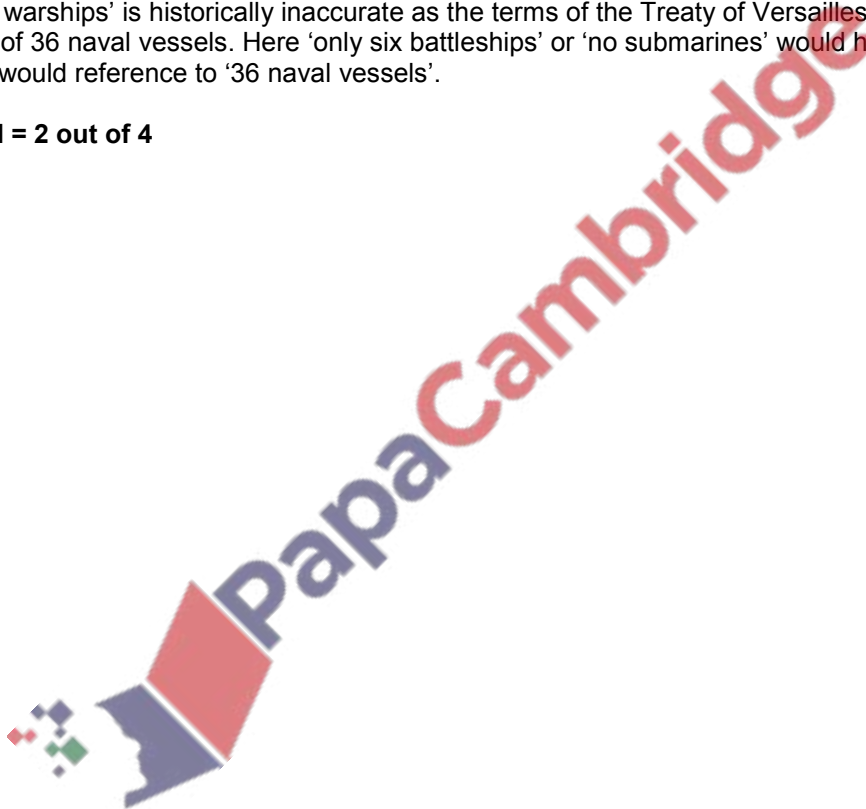 warships’ is historically inaccurate as the terms of the Treaty of Versailles
of 36 naval vessels. Here ‘only six battleships’ or ‘no submarines’ would h
would reference to ‘36 naval vessels’.
= 2 out of 4
PapaCambridge